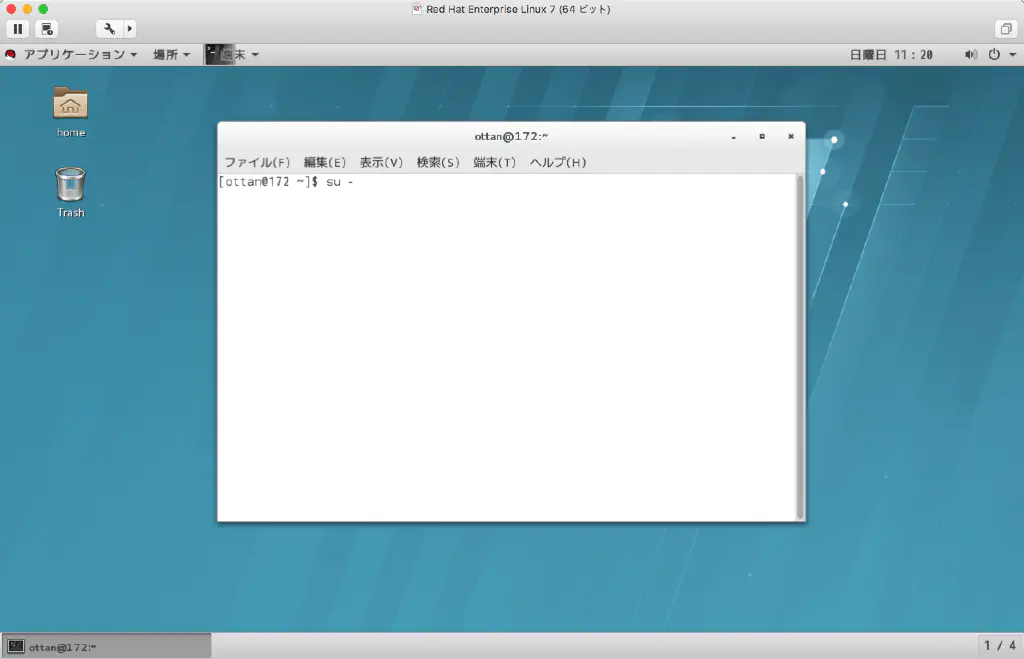 Red Hat Enterprise Linux 7 (64 ビット)
アプリケーション 場所 端末 日曜日 11:20
home
Trash
ottan@172:~
ファイル(F) 編集(E) 表示(V) 検索(S) 端末(T) ヘルプ(H)
[ottan@172 ~]$ su -
ottan@172:~ 1 / 4